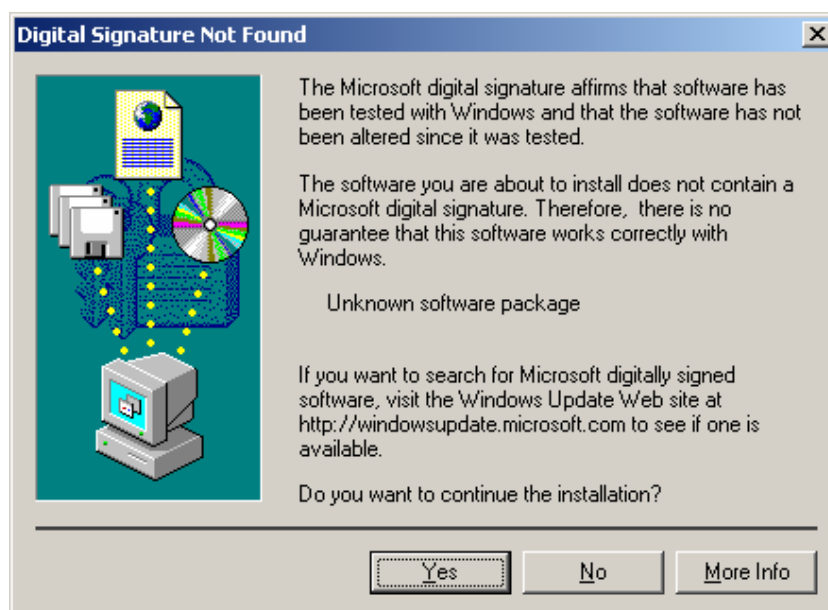 Digital Signature Not Found
The Microsoft digital signature affirms that software has
been tested with Windows and that the software has not
been altered since it was tested.
The software you are about to install does not contain a
Microsoft digital signature. Therefore,  there is no
guarantee that this software works correctly with
Windows.
Unknown software package
If you want to search for Microsoft digitally signed
software, visit the Windows Update Web site at
http://windowsupdate.microsoft.com to see if one is
available.
Do you want to continue the installation?
Yes No More Info